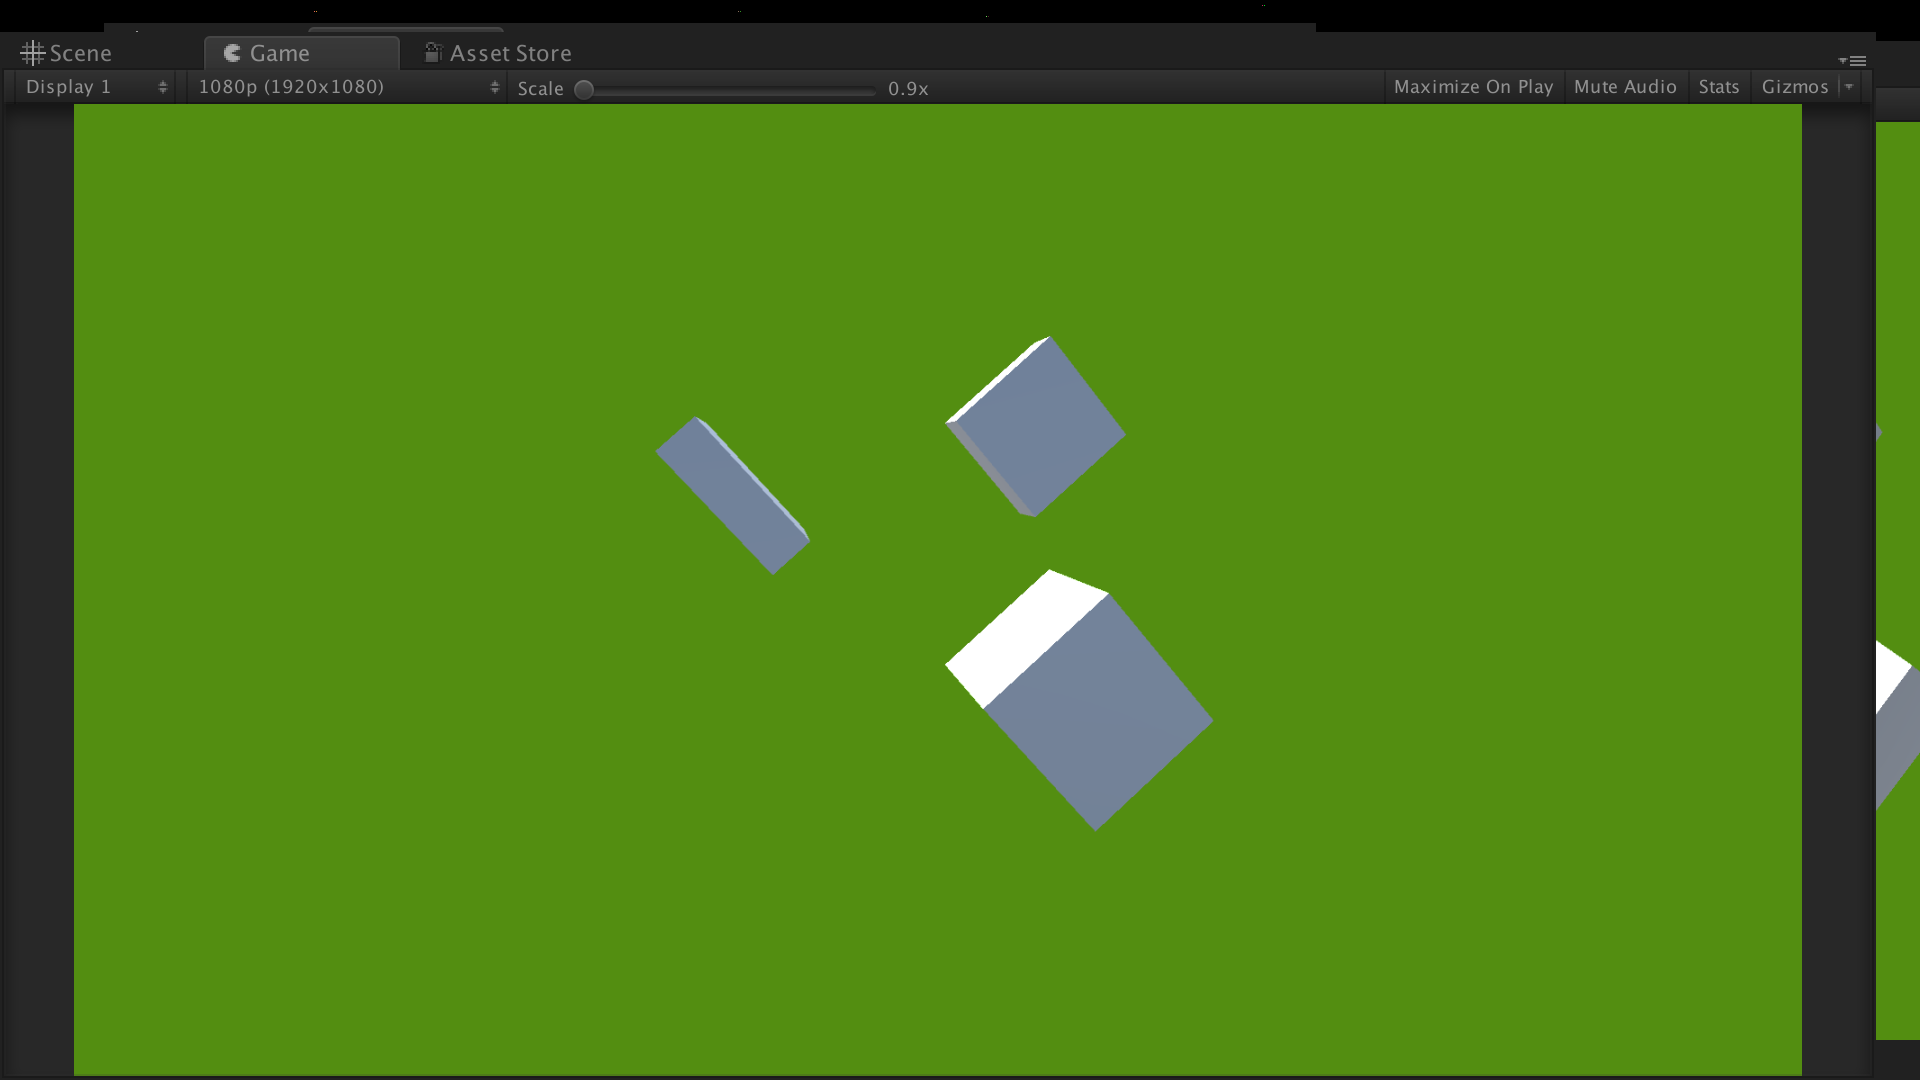 Scene Game Asset Store
Display 1 1080p (1920x1080) Scale 0.9x Maximize On Play Mute Audio Stats Gizmos